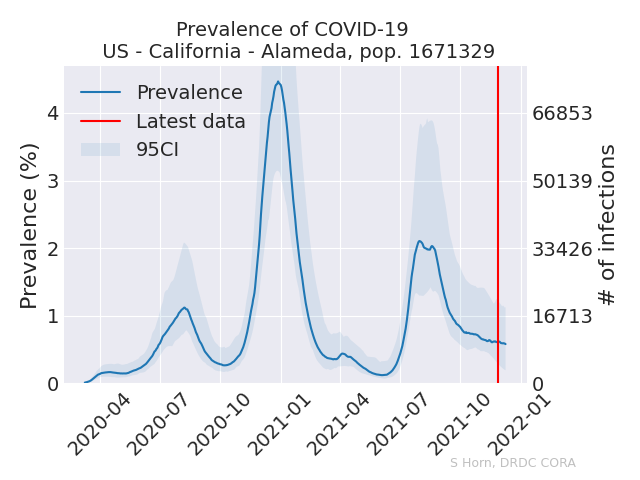 Prevalence of COVID-19
US - California - Alameda, pop. 1671329
Prevalence
Latest data
95CI
Prevalence (%)
4
3
2
1
0
66853
50139
33426
16713
0
# of infections
2020-04
2020-07
2020-10
2021-01
2021-04
2021-07
2021-10
2022-01
S Horn, DRDC CORA